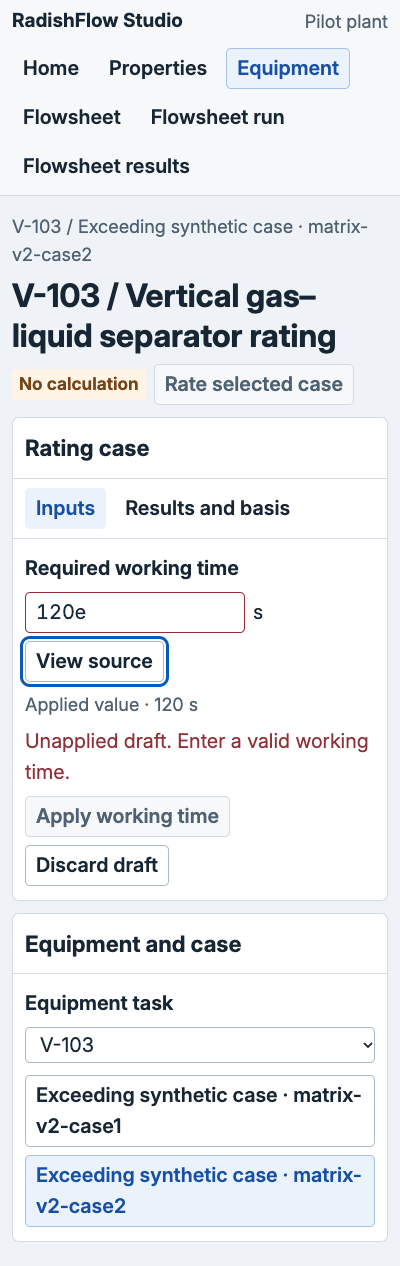 RadishFlow Studio
Pilot plant
Home
Properties
Equipment
Flowsheet
Flowsheet run
Flowsheet results
V-103 / Exceeding synthetic case · matrix-
v2-case2
V-103 / Vertical gas–
liquid separator rating
No calculation
Rate selected case
Rating case
Inputs
Results and basis
Required working time
120e
s
View source
Applied value · 120 s
Unapplied draft. Enter a valid working
time.
Apply working time
Discard draft
Equipment and case
Equipment task
V-103
Exceeding synthetic case · matrix-
v2-case1
Exceeding synthetic case · matrix-
v2-case2